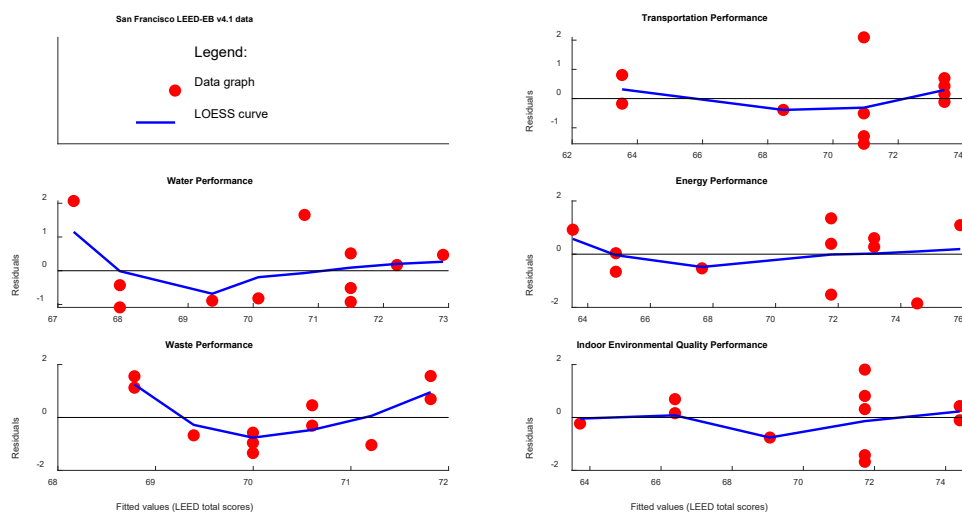 San Francisco LEED-EB v4.1 data
Legend:
Data graph
LOESS curve
Transportation Performance
Residuals
2
1
0
-1
62 64 66 68 70 72 74
Water Performance
Residuals
2
1
0
-1
67 68 69 70 71 72 73
Energy Performance
Residuals
2
0
-2
64 66 68 70 72 74 76
Waste Performance
Residuals
2
0
-2
68 69 70 71 72
Fitted values (LEED total scores)
Indoor Environmental Quality Performance
Residuals
2
0
-2
64 66 68 70 72 74
Fitted values (LEED total scores)